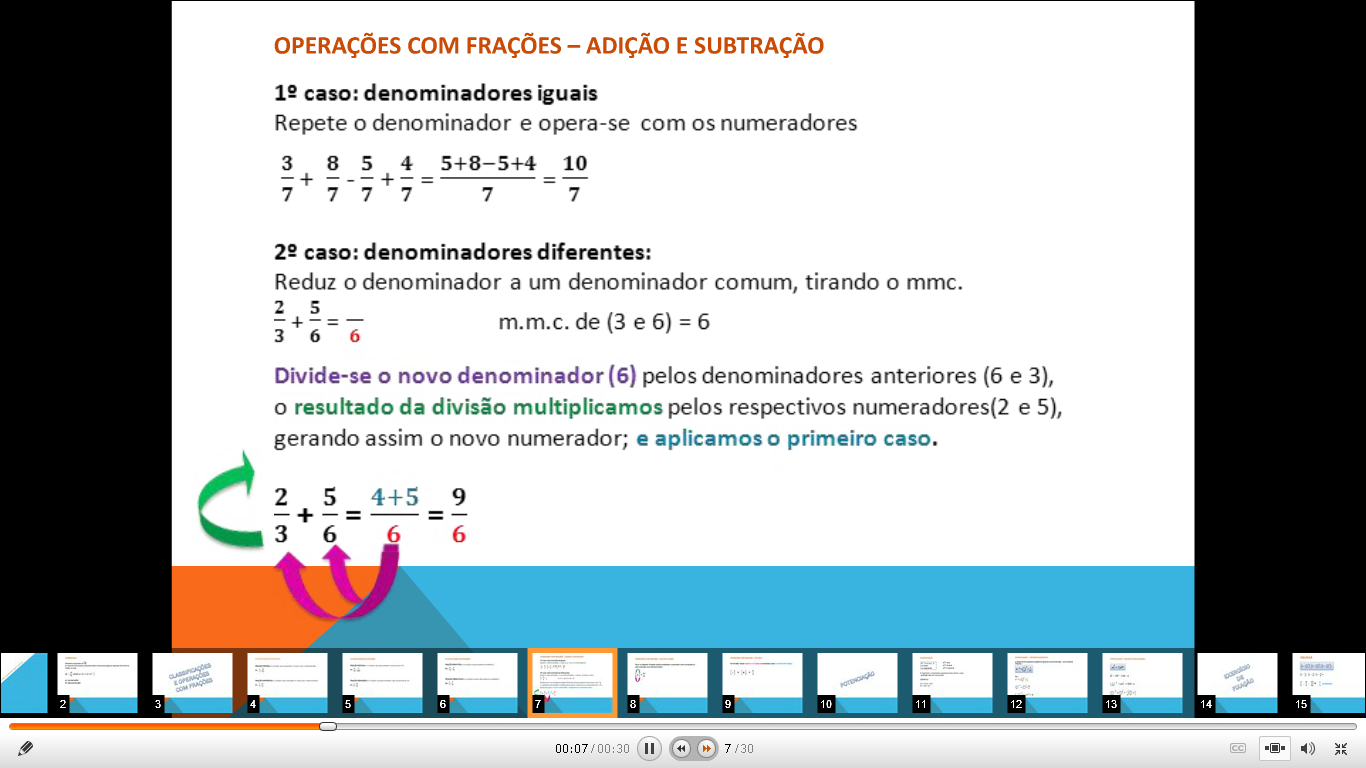 OPERAÇÕES COM FRAÇÕES – ADIÇÃO E SUBTRAÇÃO
1º caso: denominadores iguais
Repete o denominador e opera-se com os numeradores
3/7 + 8/7 - 5/7 + 4/7 = 5+8−5+4/7 = 10/7
2º caso: denominadores diferentes:
Reduz o denominador a um denominador comum, tirando o mmc.
2/3 + 5/6 = —/6 m.m.c. de (3 e 6) = 6
Divide-se o novo denominador (6) pelos denominadores anteriores (6 e 3),
o resultado da divisão multiplicamos pelos respectivos numeradores(2 e 5),
gerando assim o novo numerador; e aplicamos o primeiro caso.
2/3 + 5/6 = 4+5/6 = 9/6
CLASSIFICAÇÕES
E OPERAÇÕES
COM FRAÇÕES
POTENCIAÇÃO
EXERCÍCIO
DE
FIXAÇÃO
2 3 4 5 6 7 8 9 10 11 12 13 14 15
00:07 / 00:30 7 / 30 CC